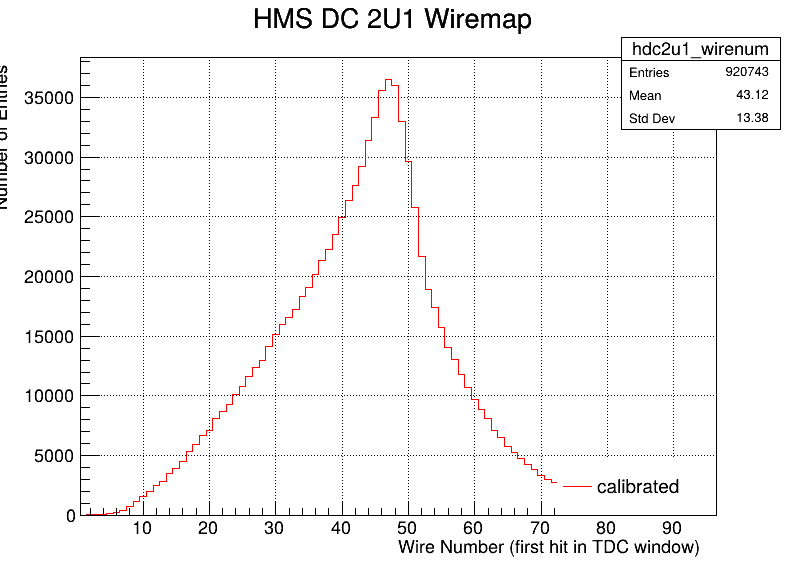 HMS DC 2U1 Wiremap
hdc2u1_wirenum
Entries 920743
Mean 43.12
Std Dev 13.38
Number of Entries
35000
30000
25000
20000
15000
10000
5000
0
calibrated
10 20 30 40 50 60 70 80 90
Wire Number (first hit in TDC window)